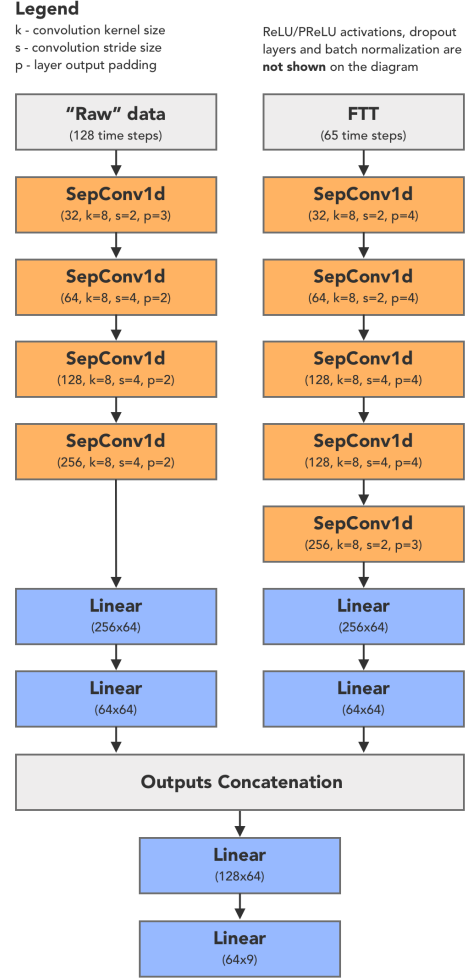 Legend
k - convolution kernel size
s - convolution stride size
p - layer output padding
ReLU/PReLU activations, dropout
layers and batch normalization are
not shown on the diagram
“Raw” data
(128 time steps)
SepConv1d
(32, k=8, s=2, p=3)
SepConv1d
(64, k=8, s=4, p=2)
SepConv1d
(128, k=8, s=4, p=2)
SepConv1d
(256, k=8, s=4, p=2)
Linear
(256x64)
Linear
(64x64)
FTT
(65 time steps)
SepConv1d
(32, k=8, s=2, p=4)
SepConv1d
(64, k=8, s=2, p=4)
SepConv1d
(128, k=8, s=4, p=4)
SepConv1d
(128, k=8, s=4, p=4)
SepConv1d
(256, k=8, s=2, p=3)
Linear
(256x64)
Linear
(64x64)
Outputs Concatenation
Linear
(128x64)
Linear
(64x9)